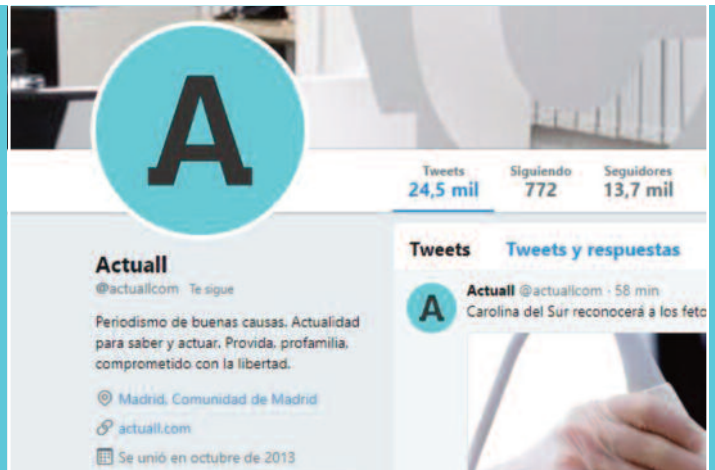 A
Tweets Siguiendo Seguidores
24,5 mil 772 13,7 mil
Actuall
@actuallcom Te sigue
Periodismo de buenas causas. Actualidad
para saber y actuar. Provida, profamilia,
comprometido con la libertad.
Madrid, Comunidad de Madrid
actuall.com
Se unió en octubre de 2013
Tweets Tweets y respuestas
A
Actuall @actuallcom · 58 min
Carolina del Sur reconocerá a los feto